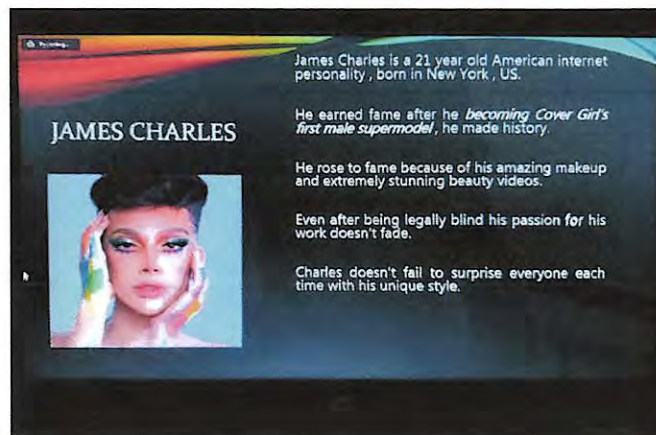 Recording...
James Charles is a 21 year old American internet
personality , born in New York , US.
He earned fame after he becoming Cover Girl's
first male supermodel , he made history.
JAMES CHARLES
He rose to fame because of his amazing makeup
and extremely stunning beauty videos.
Even after being legally blind his passion for his
work doesn't fade.
Charles doesn't fail to surprise everyone each
time with his unique style.